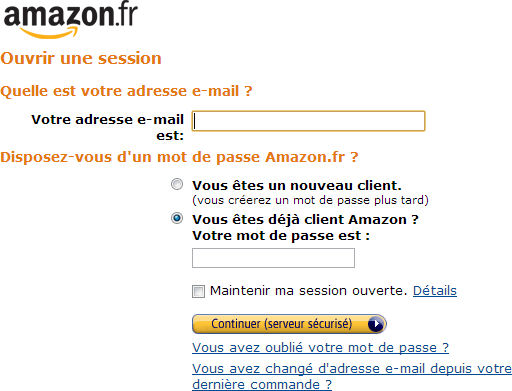 amazon.fr
Ouvrir une session
Quelle est votre adresse e-mail ?
Votre adresse e-mail
est:
Disposez-vous d'un mot de passe Amazon.fr ?
Vous êtes un nouveau client.
(vous créerez un mot de passe plus tard)
Vous êtes déjà client Amazon ?
Votre mot de passe est :
Maintenir ma session ouverte. Détails
Continuer (serveur sécurisé)
Vous avez oublié votre mot de passe ?
Vous avez changé d'adresse e-mail depuis votre
dernière commande ?